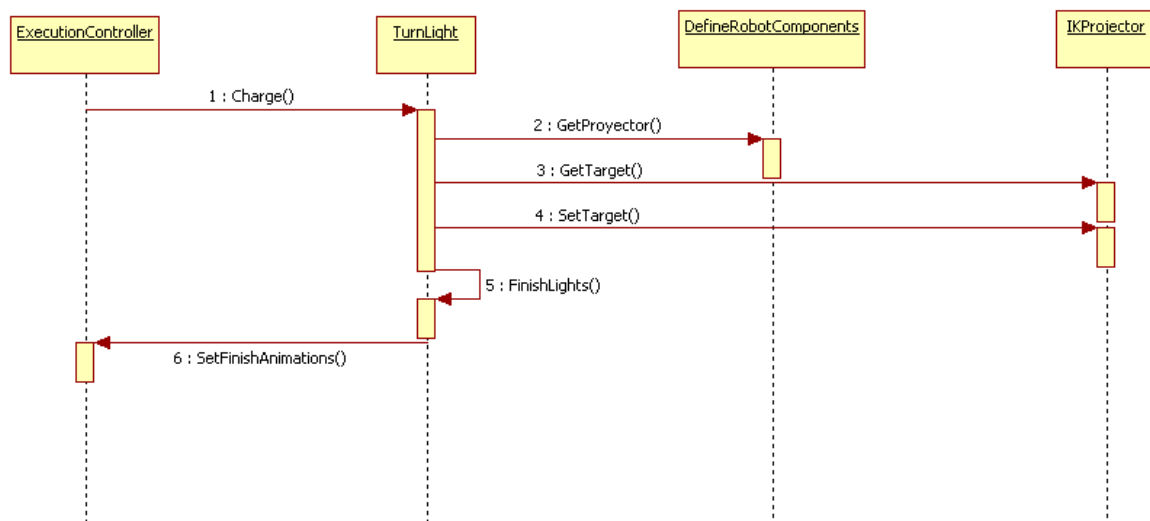 ExecutionController
TurnLight
DefineRobotComponents
IKProjector
1 : Charge()
2 : GetProyector()
3 : GetTarget()
4 : SetTarget()
5 : FinishLights()
6 : SetFinishAnimations()